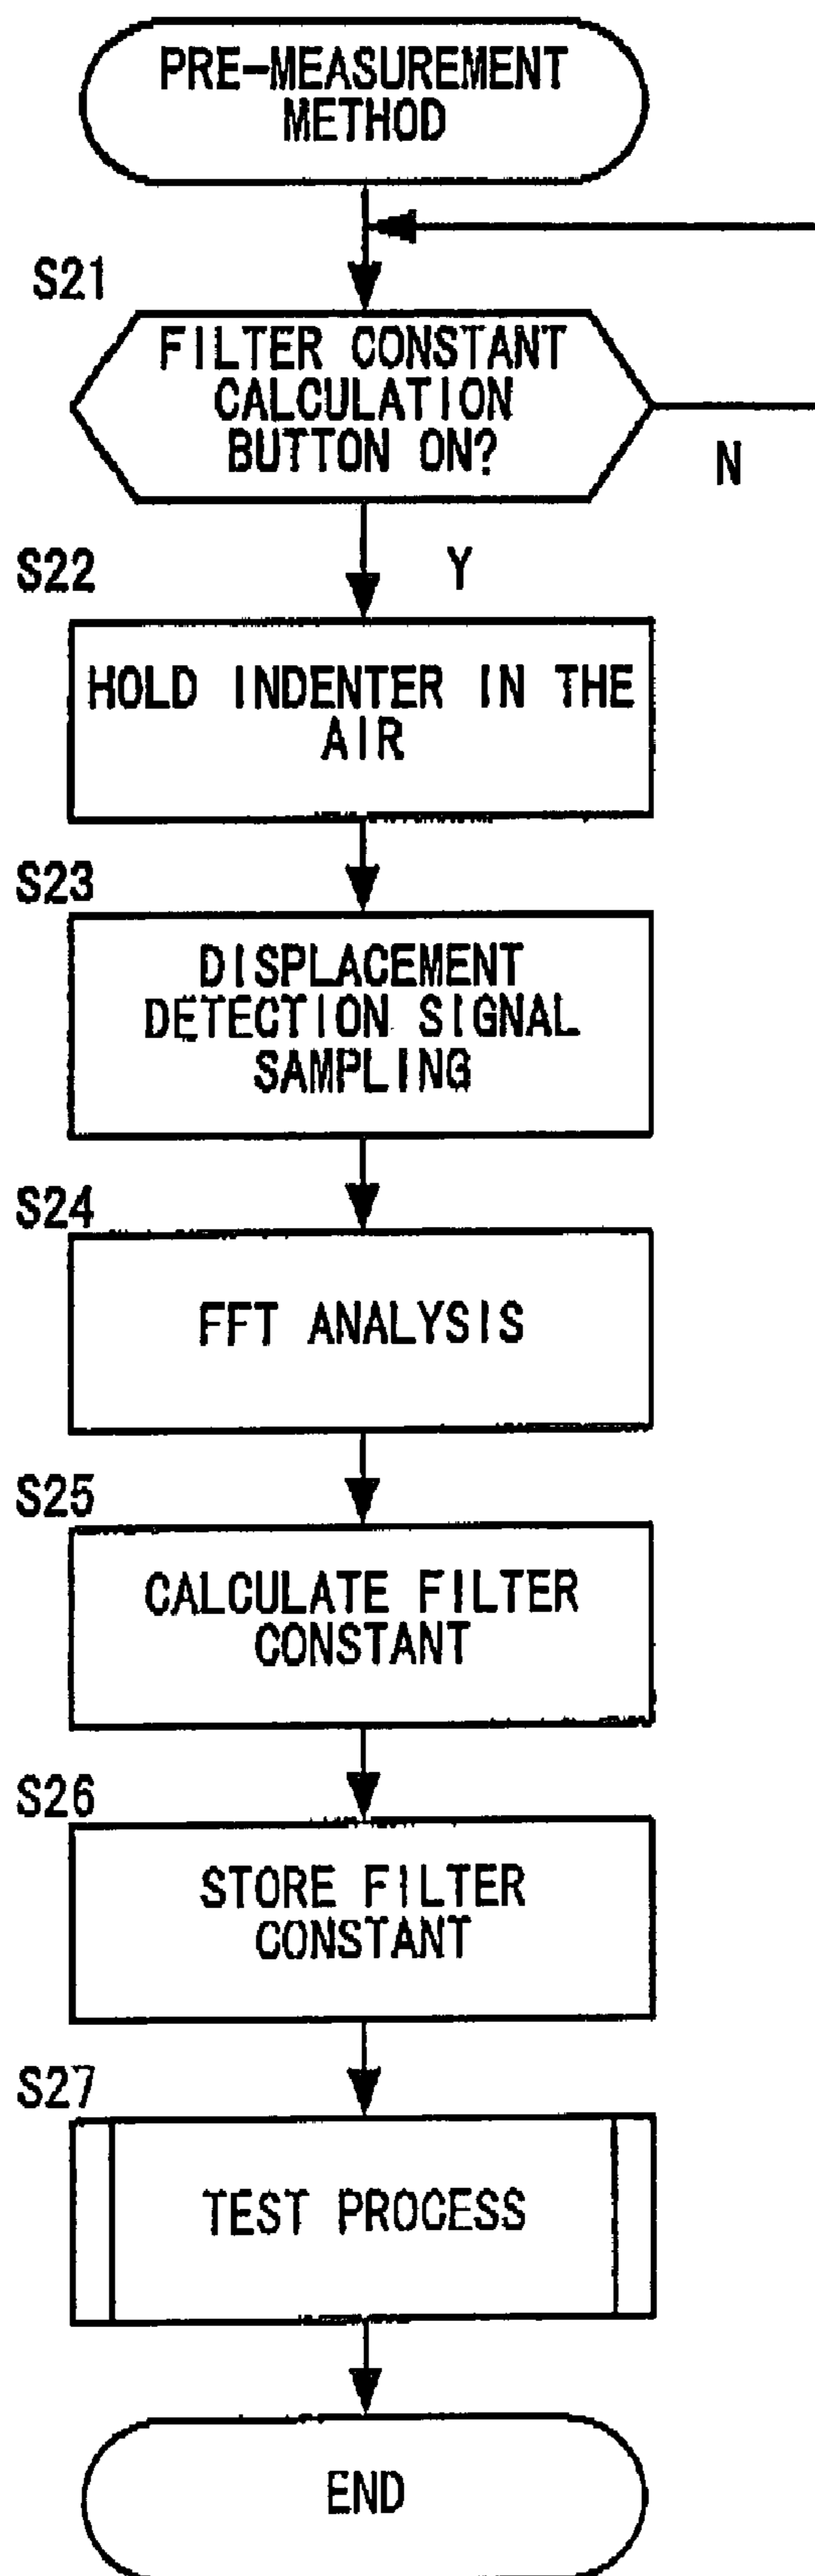 PRE-MEASUREMENT
METHOD
S21
FILTER CONSTANT
CALCULATION
BUTTON ON?
N
Y
S22
HOLD INDENTER IN THE
AIR
S23
DISPLACEMENT
DETECTION SIGNAL
SAMPLING
S24
FFT ANALYSIS
S25
CALCULATE FILTER
CONSTANT
S26
STORE FILTER
CONSTANT
S27
TEST PROCESS
END